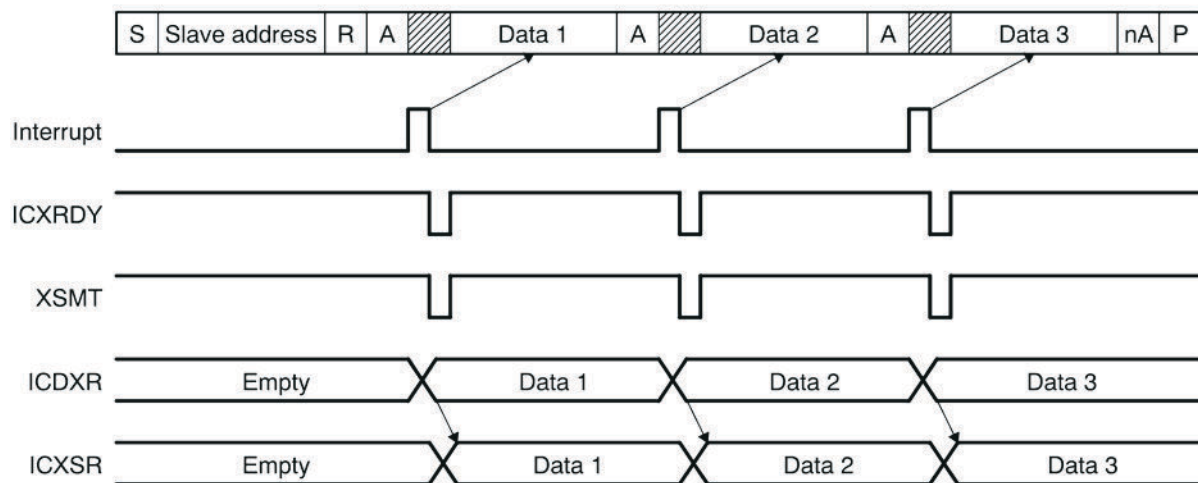 S Slave address R A Data 1 A Data 2 A Data 3 nA P
Interrupt
ICXRDY
XSMT
ICDXR Empty Data 1 Data 2 Data 3
ICXSR Empty Data 1 Data 2 Data 3